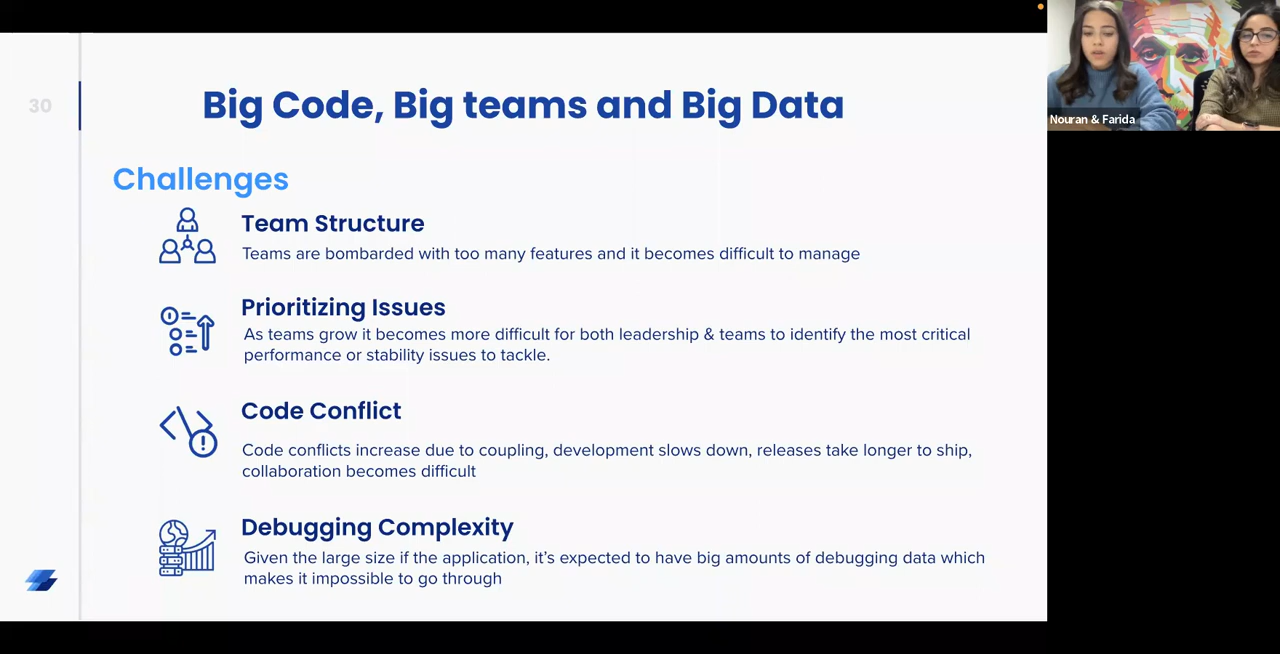 30
Big Code, Big teams and Big Data
Challenges
Team Structure
Teams are bombarded with too many features and it becomes difficult to manage
Prioritizing Issues
As teams grow it becomes more difficult for both leadership & teams to identify the most critical
performance or stability issues to tackle.
Code Conflict
Code conflicts increase due to coupling, development slows down, releases take longer to ship,
collaboration becomes difficult
Debugging Complexity
Given the large size if the application, it's expected to have big amounts of debugging data which
makes it impossible to go through
Nouran & Farida